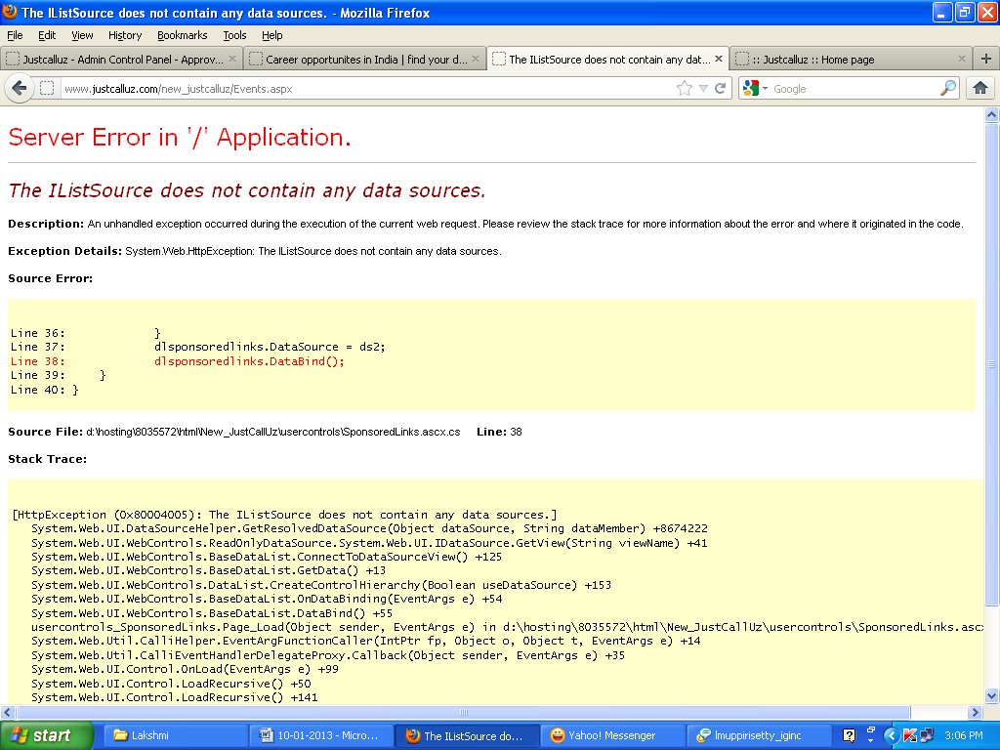 The IListSource does not contain any data sources. - Mozilla Firefox
File Edit View History Bookmarks Tools Help
Justcalluz - Admin Control Panel - Approv...
Career opportunites in India | find your d...
The IListSource does not contain any dat...
:: Justcalluz :: Home page
www.justcalluz.com/new_justcalluz/Events.aspx
Google
Server Error in '/' Application.
The IListSource does not contain any data sources.
Description: An unhandled exception occurred during the execution of the current web request. Please review the stack trace for more information about the error and where it originated in the code.
Exception Details: System.Web.HttpException: The IListSource does not contain any data sources.
Source Error:
Line 36:             }
Line 37:             dlsponsoredlinks.DataSource = ds2;
Line 38:             dlsponsoredlinks.DataBind();
Line 39:     }
Line 40: }
Source File: d:\hosting\8035572\html\New_JustCallUz\usercontrols\SponsoredLinks.ascx.cs    Line: 38
Stack Trace:
[HttpException (0x80004005): The IListSource does not contain any data sources.]
System.Web.UI.DataSourceHelper.GetResolvedDataSource(Object dataSource, String dataMember) +8674222
System.Web.UI.WebControls.ReadOnlyDataSource.System.Web.UI.IDataSource.GetView(String viewName) +41
System.Web.UI.WebControls.BaseDataList.ConnectToDataSourceView() +125
System.Web.UI.WebControls.BaseDataList.GetData() +13
System.Web.UI.WebControls.DataList.CreateControlHierarchy(Boolean useDataSource) +153
System.Web.UI.WebControls.BaseDataList.OnDataBinding(EventArgs e) +54
System.Web.UI.WebControls.BaseDataList.DataBind() +55
usercontrols_SponsoredLinks.Page_Load(Object sender, EventArgs e) in d:\hosting\8035572\html\New_JustCallUz\usercontrols\SponsoredLinks.ascx
System.Web.Util.CalliHelper.EventArgFunctionCaller(IntPtr fp, Object o, Object t, EventArgs e) +14
System.Web.Util.CalliEventHandlerDelegateProxy.Callback(Object sender, EventArgs e) +35
System.Web.UI.Control.OnLoad(EventArgs e) +99
System.Web.UI.Control.LoadRecursive() +50
System.Web.UI.Control.LoadRecursive() +141
start
Lakshmi
10-01-2013 - Micro...
The IListSource do...
Yahoo! Messenger
lmuppirisetty_iginc
3:06 PM